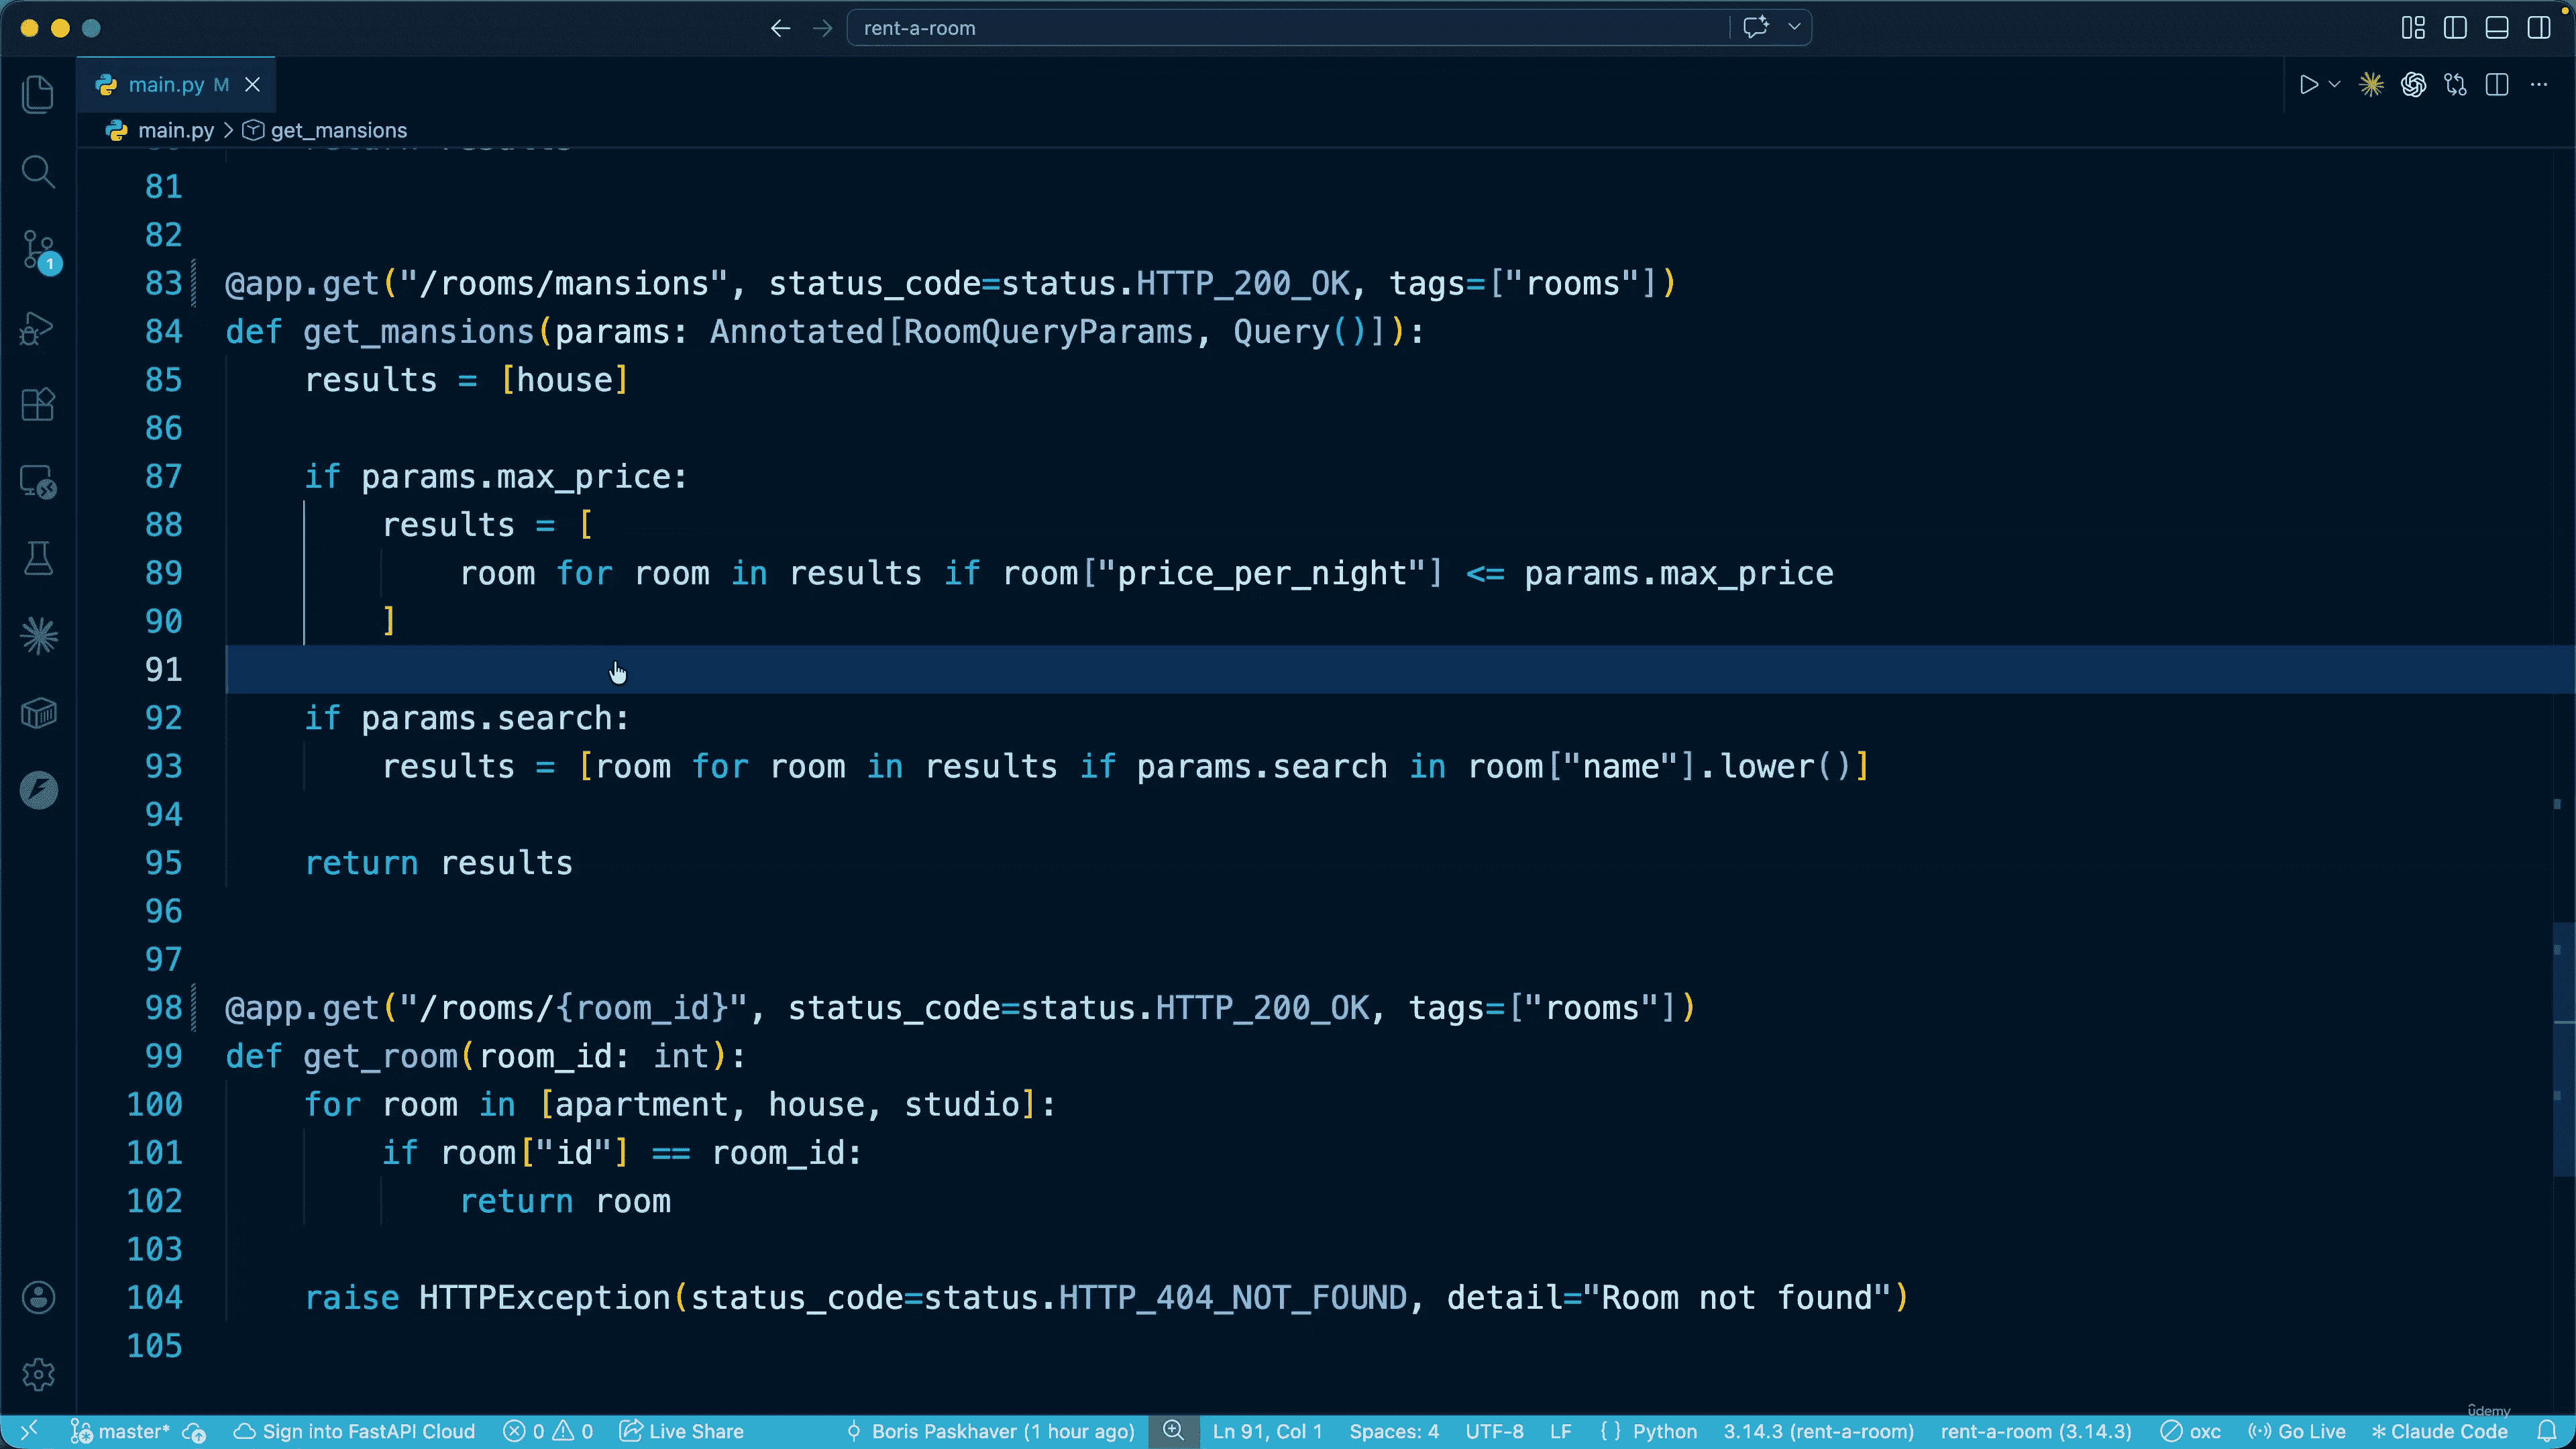 rent-a-room
main.py M
main.py > get_mansions
81
82
83 @app.get("/rooms/mansions", status_code=status.HTTP_200_OK, tags=["rooms"])
84 def get_mansions(params: Annotated[RoomQueryParams, Query()]):
85 results = [house]
86
87 if params.max_price:
88 results = [
89 room for room in results if room["price_per_night"] <= params.max_price
90 ]
91
92 if params.search:
93 results = [room for room in results if params.search in room["name"].lower()]
94
95 return results
96
97
98 @app.get("/rooms/{room_id}", status_code=status.HTTP_200_OK, tags=["rooms"])
99 def get_room(room_id: int):
100 for room in [apartment, house, studio]:
101 if room["id"] == room_id:
102 return room
103
104 raise HTTPException(status_code=status.HTTP_404_NOT_FOUND, detail="Room not found")
105
1
ûdemy
master* Sign into FastAPI Cloud 0 0 Live Share Boris Paskhaver (1 hour ago) Ln 91, Col 1 Spaces: 4 UTF-8 LF {} Python 3.14.3 (rent-a-room) rent-a-room (3.14.3) oxc Go Live Claude Code